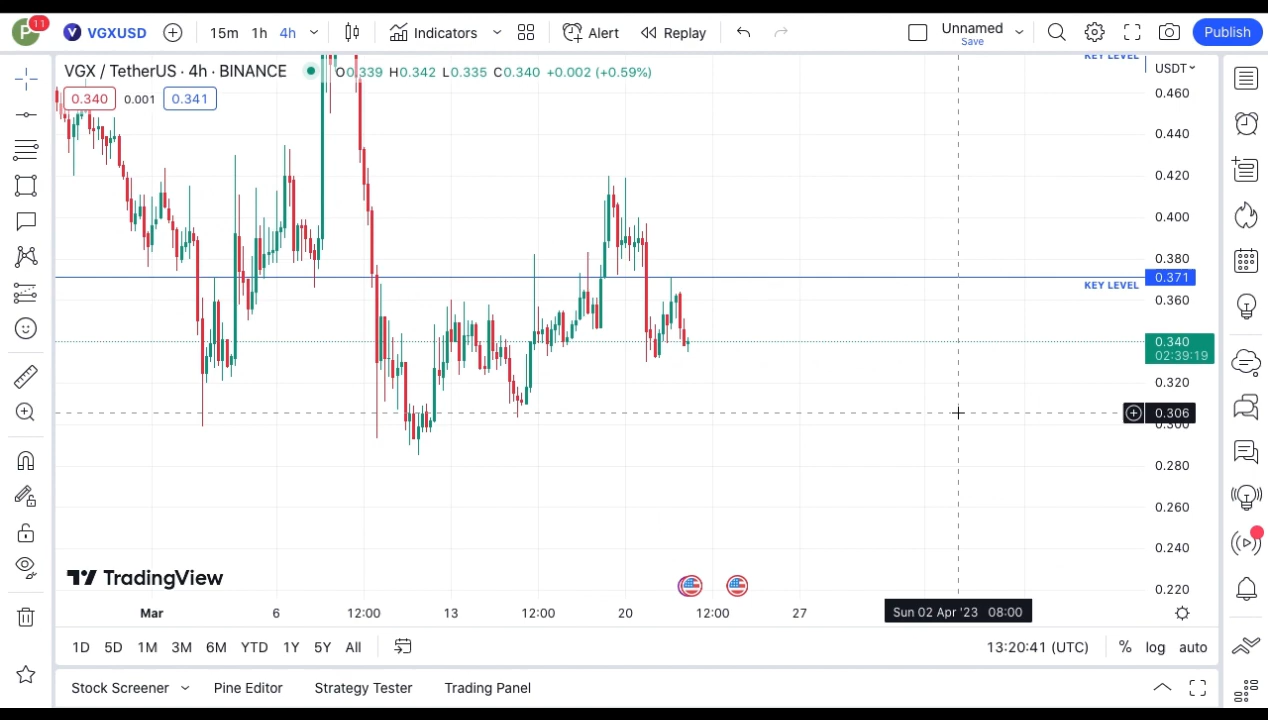 P 11 VGXUSD 15m 1h 4h Indicators Alert Replay Unnamed Save Publish
VGX / TetherUS · 4h · BINANCE O0.339 H0.342 L0.335 C0.340 +0.002 (+0.59%)
KEY LEVEL
USDT
0.340 0.001 0.341
0.460
0.440
0.420
0.400
0.380
0.371
KEY LEVEL
0.360
0.340
02:39:19
0.320
0.306
0.300
0.280
0.260
0.240
0.220
TradingView
Mar 6 12:00 13 12:00 20 12:00 27 Sun 02 Apr '23 08:00
1D 5D 1M 3M 6M YTD 1Y 5Y All 13:20:41 (UTC) % log auto
Stock Screener Pine Editor Strategy Tester Trading Panel